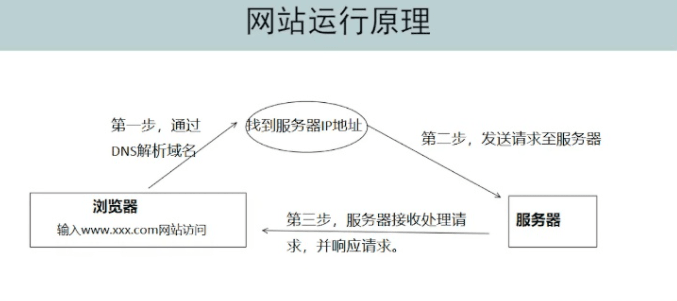 网站运行原理
第一步，通过
DNS解析域名
找到服务器IP地址
第二步，发送请求至服务器
浏览器
输入www.xxx.com网站访问
第三步，服务器接收处理请
求，并响应请求。
服务器